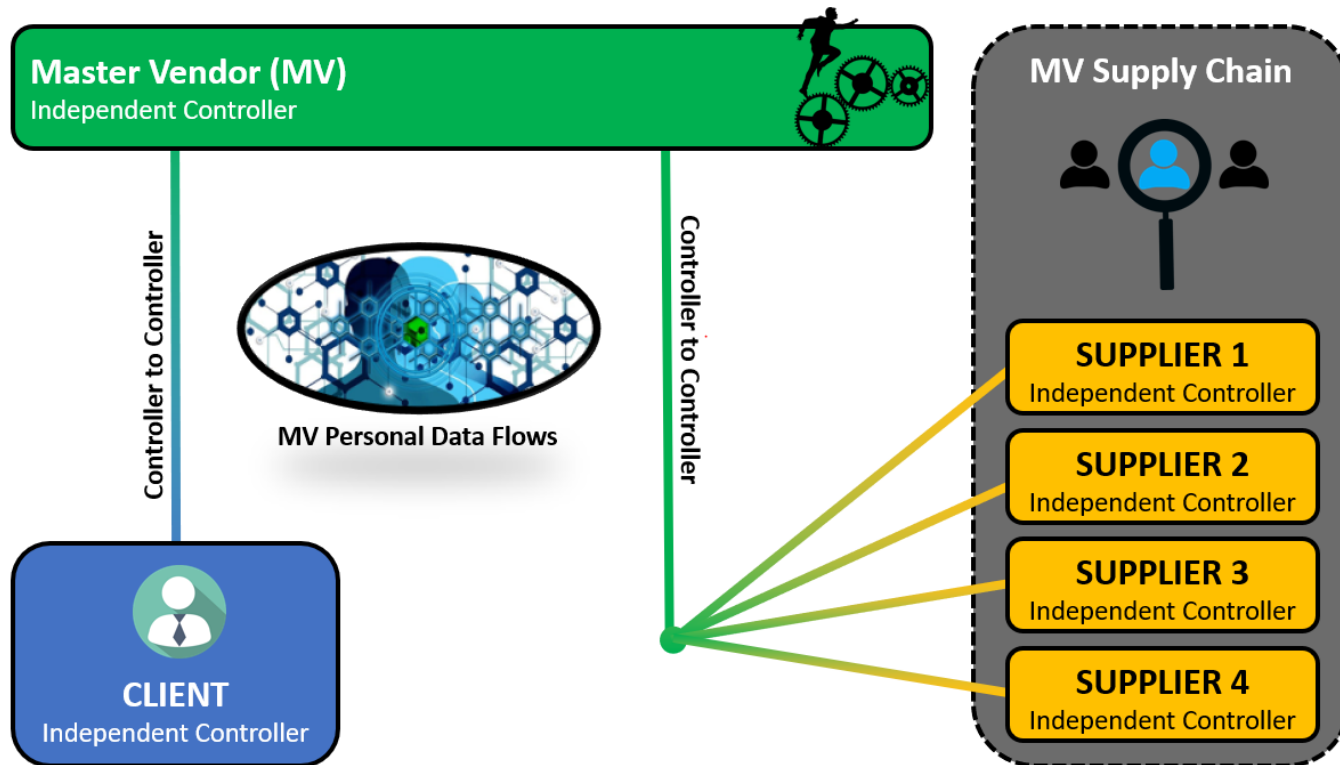 Master Vendor (MV)
Independent Controller
MV Supply Chain
Controller to Controller
Controller to Controller
MV Personal Data Flows
SUPPLIER 1
Independent Controller
SUPPLIER 2
Independent Controller
SUPPLIER 3
Independent Controller
SUPPLIER 4
Independent Controller
CLIENT
Independent Controller